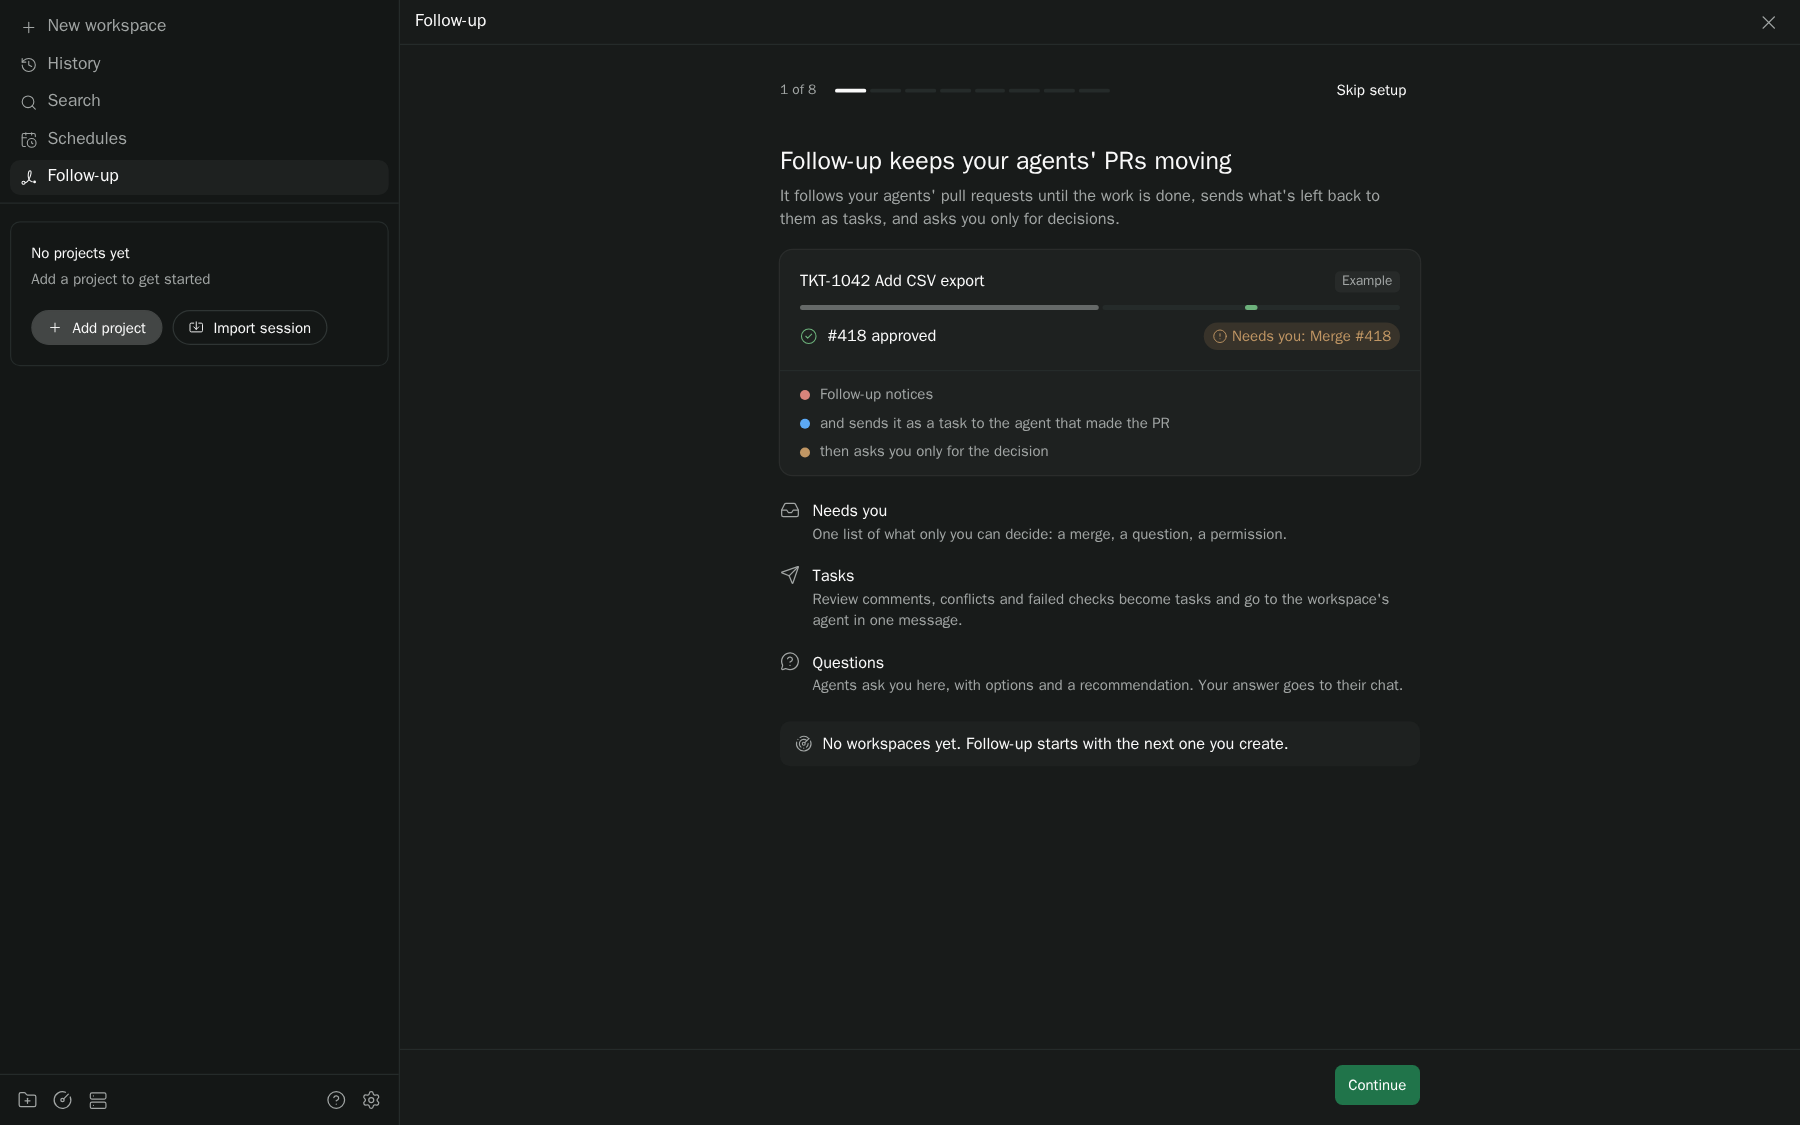 New workspace
History
Search
Schedules
Follow-up
No projects yet
Add a project to get started
Add project
Import session
Follow-up
1 of 8
Skip setup
Follow-up keeps your agents' PRs moving
It follows your agents' pull requests until the work is done, sends what's left back to
them as tasks, and asks you only for decisions.
TKT-1042 Add CSV export
Example
#418 approved
Needs you: Merge #418
Follow-up notices
and sends it as a task to the agent that made the PR
then asks you only for the decision
Needs you
One list of what only you can decide: a merge, a question, a permission.
Tasks
Review comments, conflicts and failed checks become tasks and go to the workspace's
agent in one message.
Questions
Agents ask you here, with options and a recommendation. Your answer goes to their chat.
No workspaces yet. Follow-up starts with the next one you create.
Continue